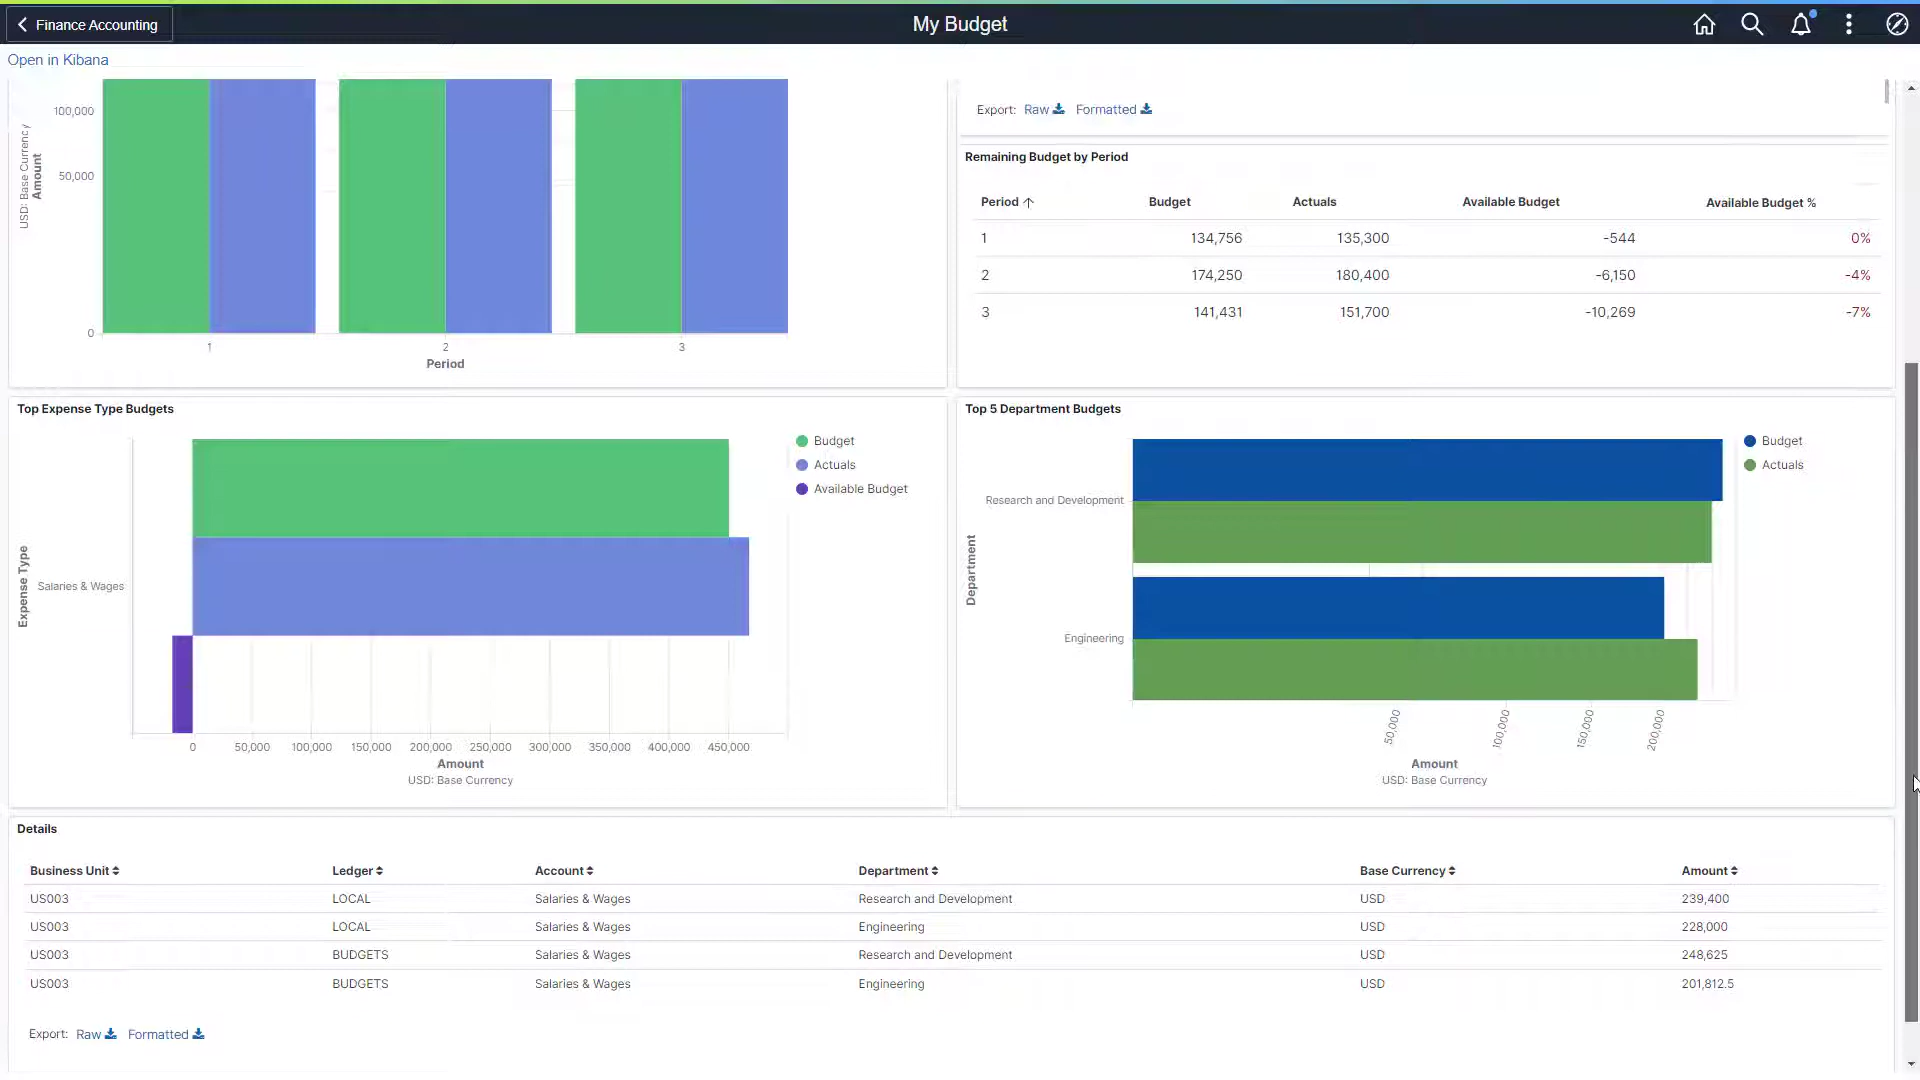 Finance Accounting
My Budget
Open in Kibana
100,000
50,000
0
USD: Base Currency
Amount
1 2 3
Period
Export: Raw Formatted
Remaining Budget by Period
Period Budget Actuals Available Budget Available Budget %
1 134,756 135,300 -544 0%
2 174,250 180,400 -6,150 -4%
3 141,431 151,700 -10,269 -7%
Top Expense Type Budgets
Budget
Actuals
Available Budget
Expense Type
Salaries & Wages
0 50,000 100,000 150,000 200,000 250,000 300,000 350,000 400,000 450,000
Amount
USD: Base Currency
Top 5 Department Budgets
Budget
Actuals
Department
Research and Development
Engineering
50,000 100,000 150,000 200,000
Amount
USD: Base Currency
Details
Business Unit Ledger Account Department Base Currency Amount
US003 LOCAL Salaries & Wages Research and Development USD 239,400
US003 LOCAL Salaries & Wages Engineering USD 228,000
US003 BUDGETS Salaries & Wages Research and Development USD 248,625
US003 BUDGETS Salaries & Wages Engineering USD 201,812.5
Export: Raw Formatted